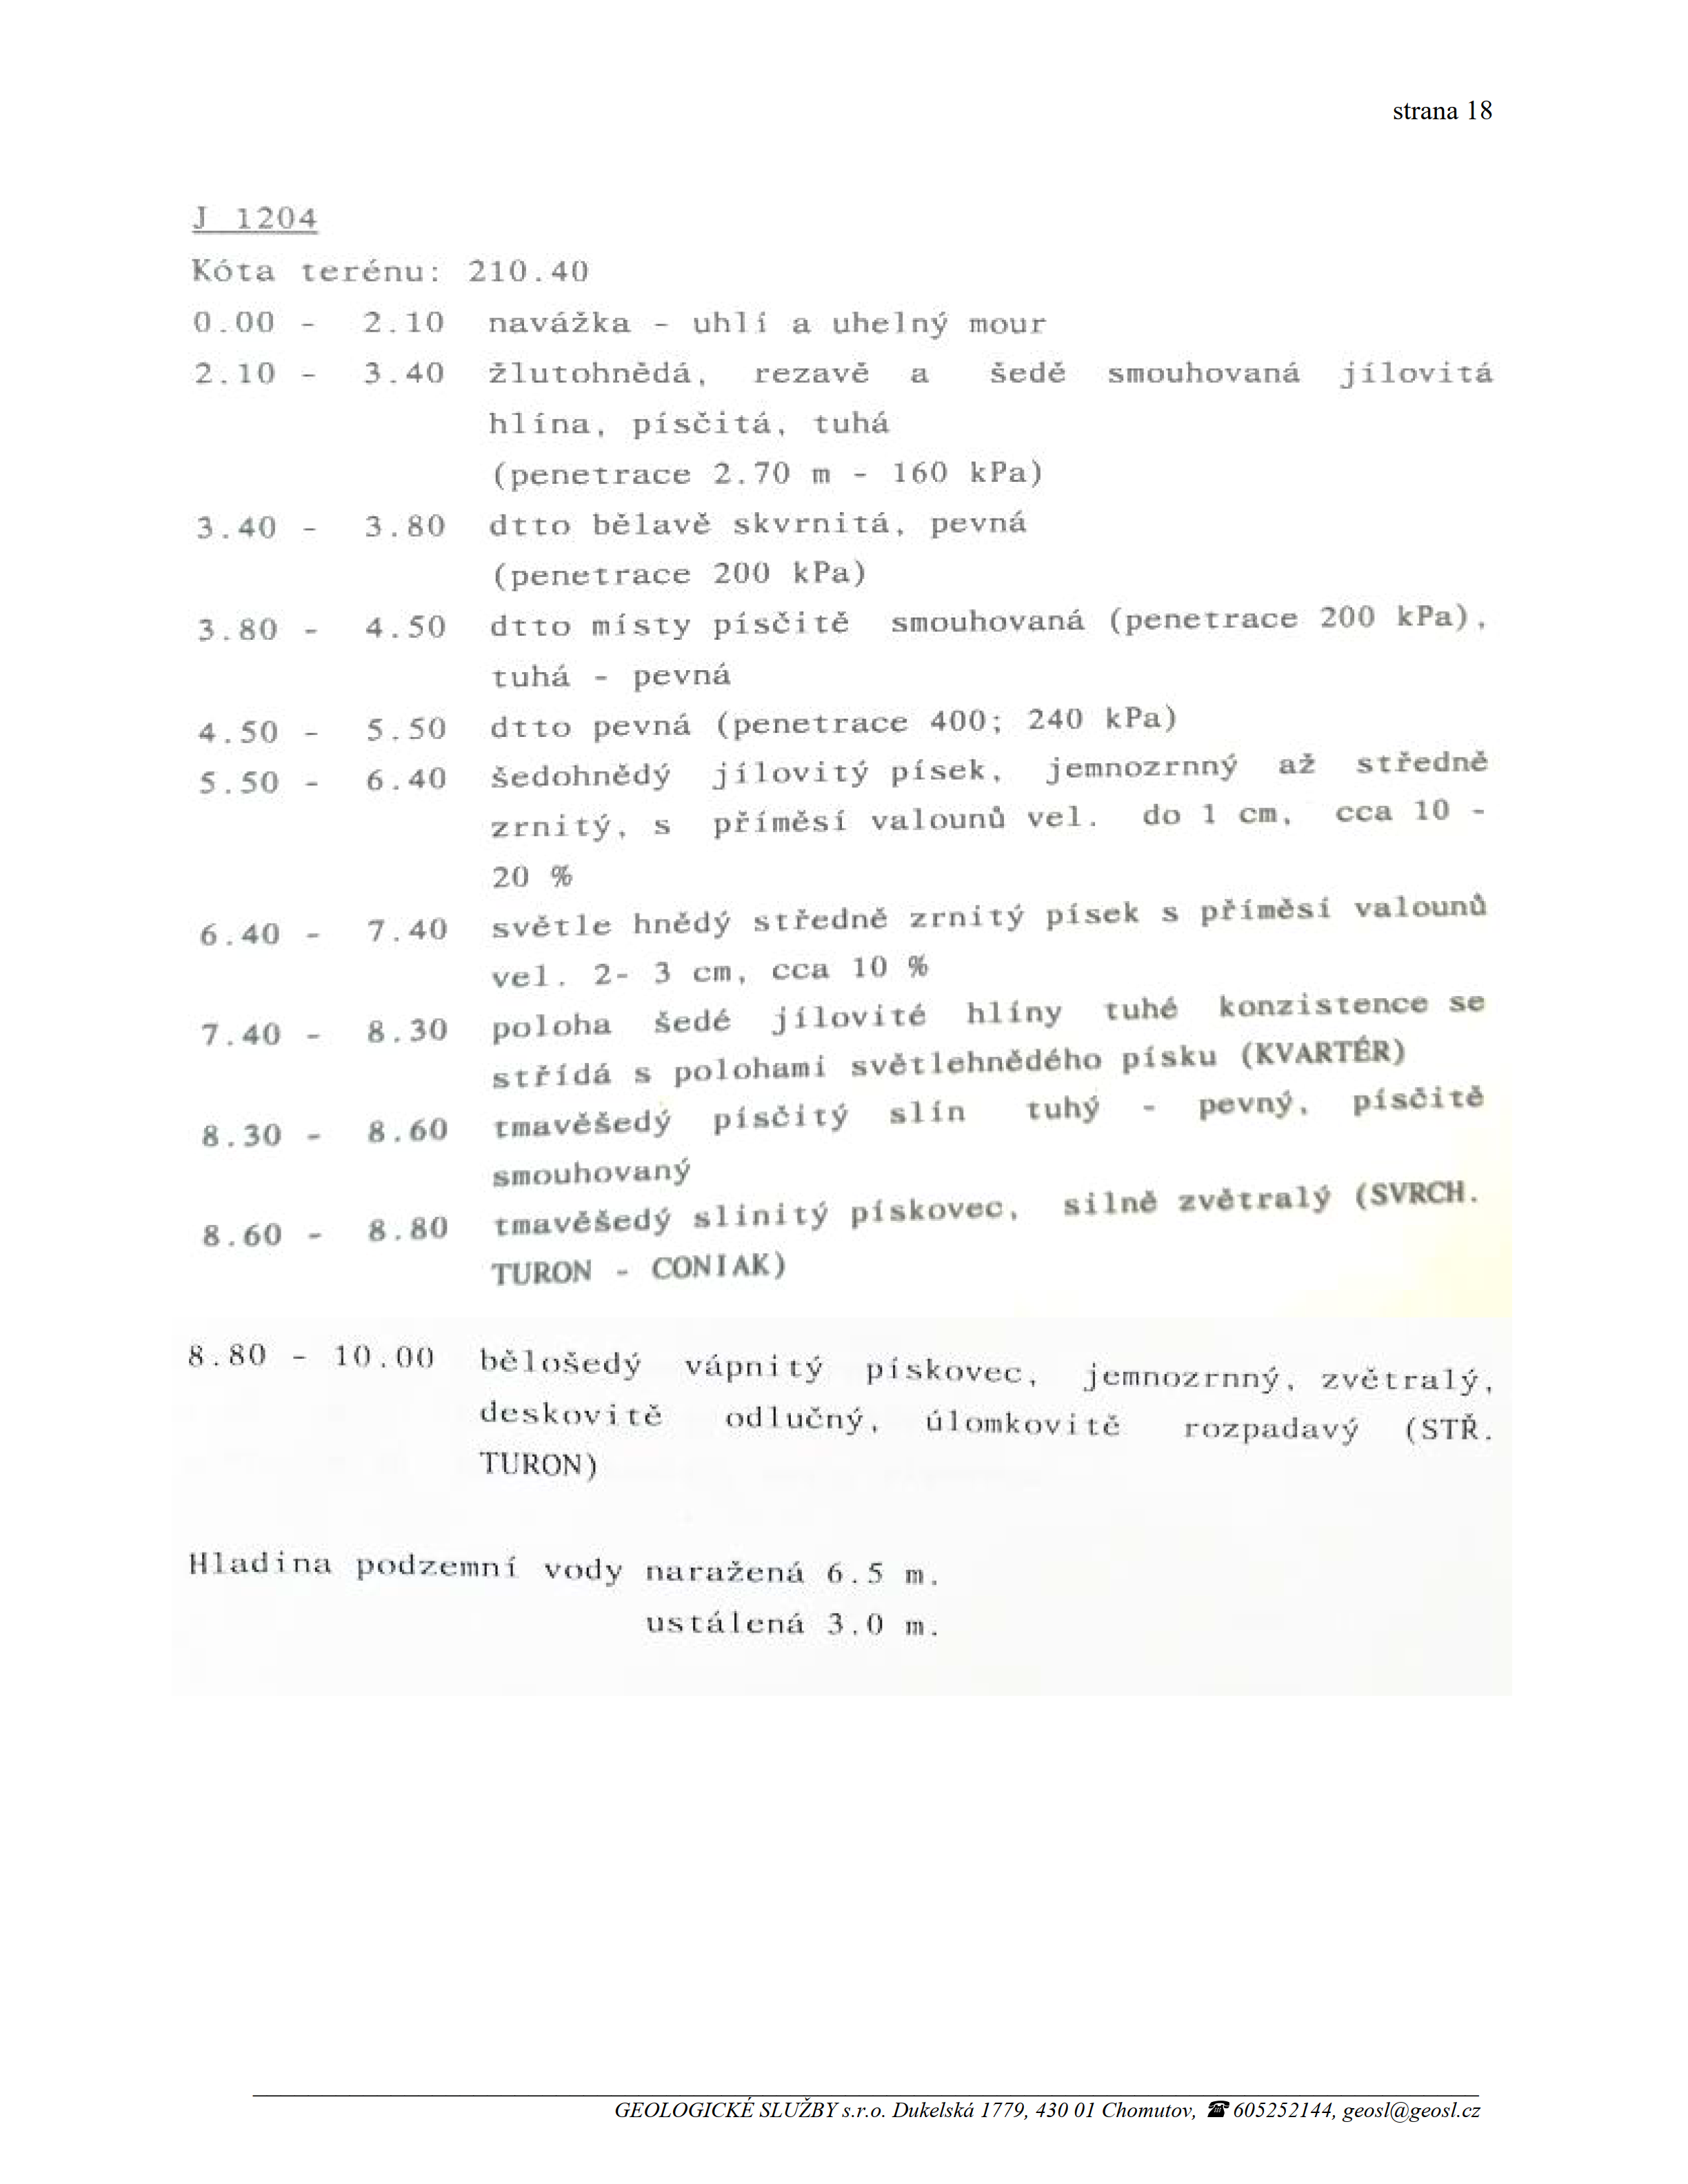 strana 18
J 1204
Kóta terénu: 210.40
0.00 - 2.10 navážka - uhlí a uhelný mour
2.10 - 3.40 žlutohnědá, rezavě a šedě smouhovaná jílovitá
hlína, písčitá, tuhá
(penetrace 2.70 m - 160 kPa)
3.40 - 3.80 dtto bělavě skvrnitá, pevná
(penetrace 200 kPa)
3.80 - 4.50 dtto místy písčitě smouhovaná (penetrace 200 kPa),
tuhá - pevná
4.50 - 5.50 dtto pevná (penetrace 400; 240 kPa)
5.50 - 6.40 šedohnědý jílovitý písek, jemnozrnný až středně
zrnitý, s příměsí valounů vel. do 1 cm, cca 10 -
20 %
6.40 - 7.40 světle hnědý středně zrnitý písek s příměsí valounů
vel. 2- 3 cm, cca 10 %
7.40 - 8.30 poloha šedé jílovité hlíny tuhé konzistence se
střídá s polohami světlehnědého písku (KVARTÉR)
8.30 - 8.60 tmavěšedý písčitý slín tuhý - pevný, písčitě
smouhovaný
8.60 - 8.80 tmavěšedý slinitý pískovec, silně zvětralý (SVRCH.
TURON - CONIAK)
8.80 - 10.00 bělošedý vápnitý pískovec, jemnozrnný, zvětralý,
deskovitě odlučný, úlomkovitě rozpadavý (STŘ.
TURON)
Hladina podzemní vody naražená 6.5 m.
ustálená 3.0 m.
GEOLOGICKÉ SLUŽBY s.r.o. Dukelská 1779, 430 01 Chomutov, ☎ 605252144, geosl@geosl.cz